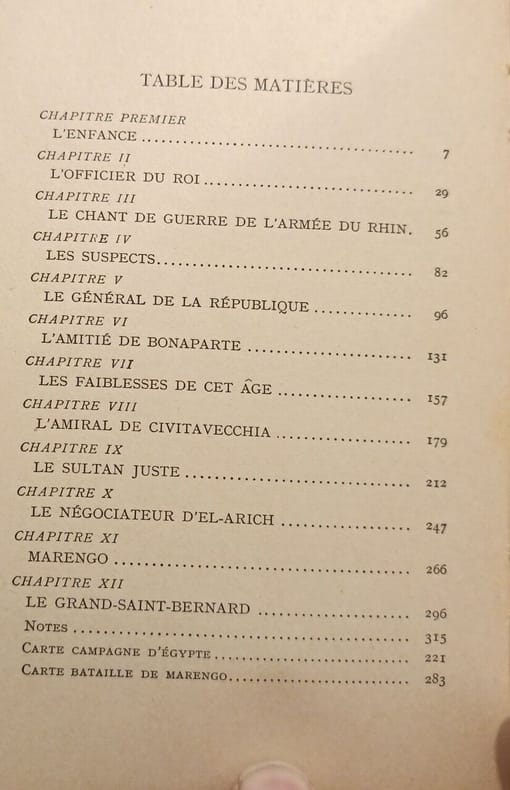 TABLE DES MATIÈRES
CHAPITRE PREMIER
L'ENFANCE ........................................ 7
CHAPITRE II
L'OFFICIER DU ROI ............................... 29
CHAPITRE III
LE CHANT DE GUERRE DE L'ARMÉE DU RHIN. 56
CHAPITRE IV
LES SUSPECTS..................................... 82
CHAPITRE V
LE GÉNÉRAL DE LA RÉPUBLIQUE .............. 96
CHAPITRE VI
L'AMITIÉ DE BONAPARTE ........................ 131
CHAPITRE VII
LES FAIBLESSES DE CET ÂGE ................... 157
CHAPITRE VIII
L'AMIRAL DE CIVITAVECCHIA ................... 179
CHAPITRE IX
LE SULTAN JUSTE ................................. 212
CHAPITRE X
LE NÉGOCIATEUR D'EL-ARICH ................... 247
CHAPITRE XI
MARENGO .......................................... 266
CHAPITRE XII
LE GRAND-SAINT-BERNARD ...................... 296
NOTES .............................................. 315
CARTE CAMPAGNE D'ÉGYPTE ..................... 221
CARTE BATAILLE DE MARENGO................... 283